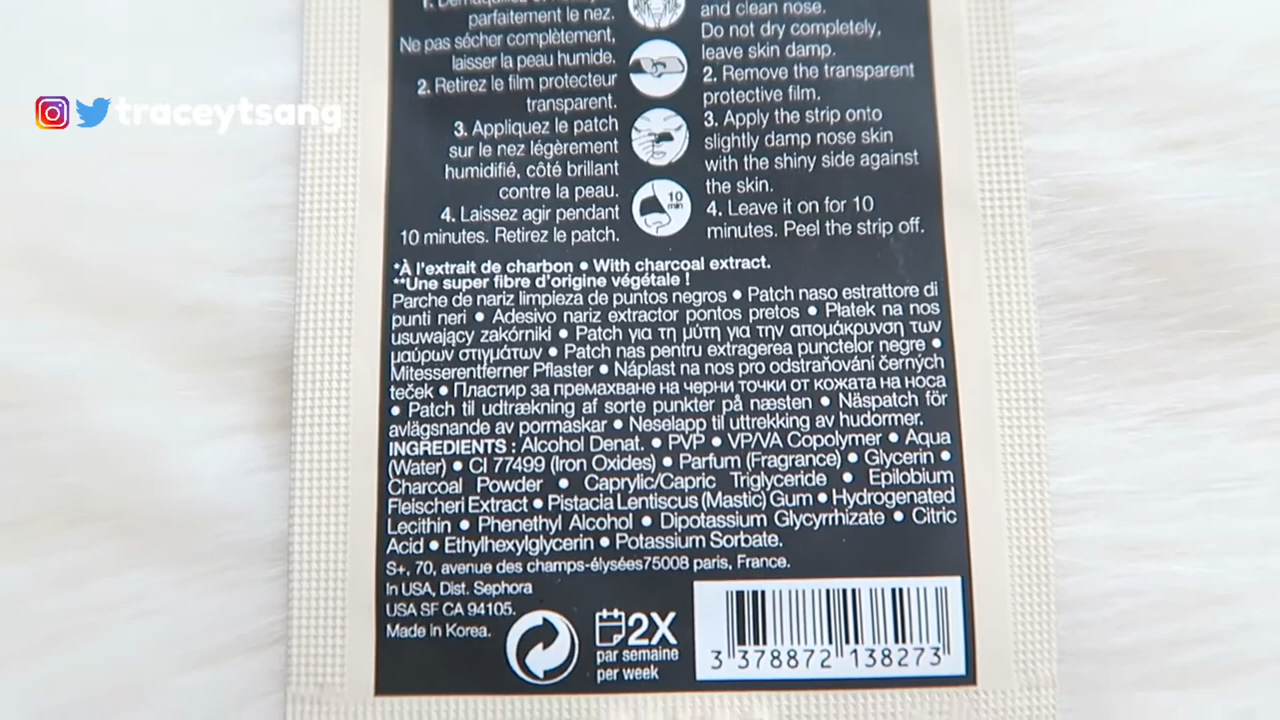 traceytsang
parfaitement le nez.
Ne pas sécher complètement,
laisser la peau humide.
2. Retirez le film protecteur
transparent.
3. Appliquez le patch
sur le nez légèrement
humidifié, côté brillant
contre la peau.
4. Laissez agir pendant
10 minutes. Retirez le patch.
10
min
and clean nose.
Do not dry completely,
leave skin damp.
2. Remove the transparent
protective film.
3. Apply the strip onto
slightly damp nose skin
with the shiny side against
the skin.
4. Leave it on for 10
minutes. Peel the strip off.
*À l'extrait de charbon • With charcoal extract.
**Une super fibre d'origine végétale !
Parche de nariz limpieza de puntos negros • Patch naso estrattore di
punti neri • Adesivo nariz extractor pontos pretos • Płatek na nos
usuwający zakórniki • Patch για τη μύτη για την απομάκρυνση των
μαύρων στιγμάτων • Patch nas pentru extragerea punctelor negre •
Mitesserentferner Pflaster • Náplast na nos pro odstraňování černých
teček • Пластир за премахване на черни точки от кожата на носа
• Patch til udtrækning af sorte punkter på næsten • Näspatch för
avlägsnande av pormaskar • Neselapp til uttrekking av hudormer.
INGREDIENTS : Alcohol Denat. • PVP • VP/VA Copolymer • Aqua
(Water) • CI 77499 (Iron Oxides) • Parfum (Fragrance) • Glycerin •
Charcoal Powder • Caprylic/Capric Triglyceride • Epilobium
Fleischeri Extract • Pistacia Lentiscus (Mastic) Gum • Hydrogenated
Lecithin • Phenethyl Alcohol • Dipotassium Glycyrrhizate • Citric
Acid • Ethylhexylglycerin • Potassium Sorbate.
S+, 70, avenue des champs-élysées75008 paris, France.
In USA, Dist. Sephora
USA SF CA 94105.
Made in Korea.
2X
par semaine
per week
3 378872 138273